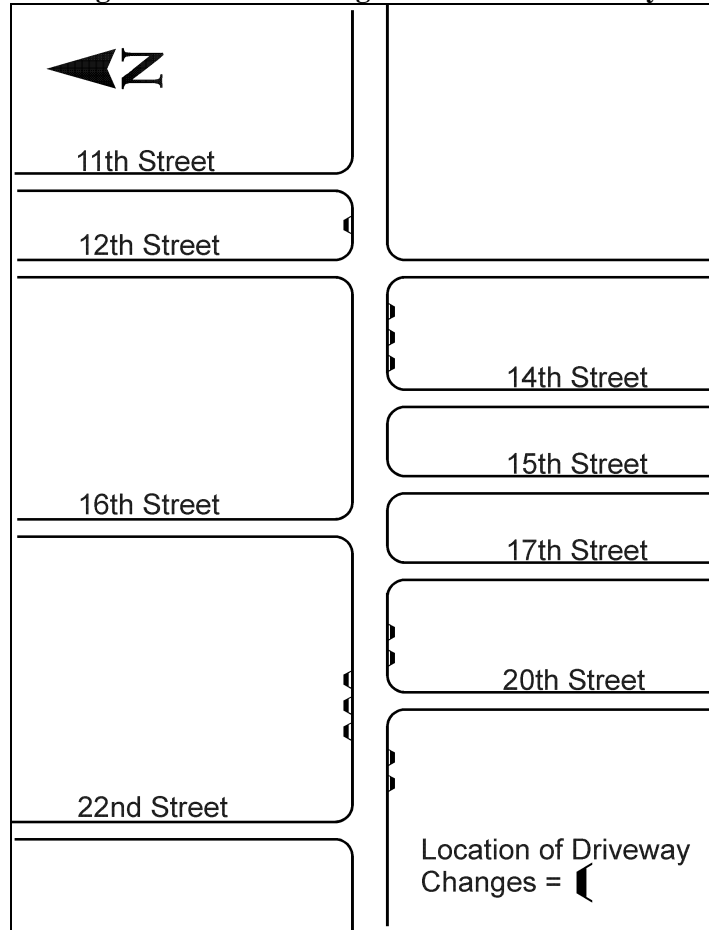 N
11th Street
12th Street
14th Street
15th Street
16th Street
17th Street
20th Street
22nd Street
Location of Driveway
Changes =